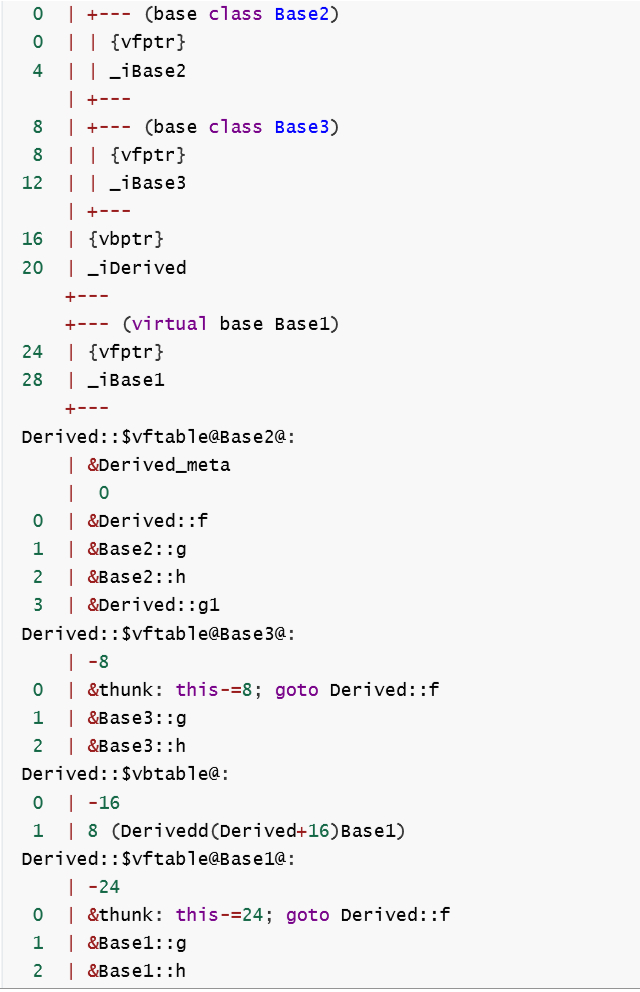 0 | +--- (base class Base2)
0 | | {vfptr}
4 | | _iBase2
| +---
8 | +--- (base class Base3)
8 | | {vfptr}
12 | | _iBase3
| +---
16 | {vbptr}
20 | _iDerived
+---
+--- (virtual base Base1)
24 | {vfptr}
28 | _iBase1
+---
Derived::$vftable@Base2@:
| &Derived_meta
| 0
0 | &Derived::f
1 | &Base2::g
2 | &Base2::h
3 | &Derived::g1
Derived::$vftable@Base3@:
| -8
0 | &thunk: this-=8; goto Derived::f
1 | &Base3::g
2 | &Base3::h
Derived::$vbtable@:
0 | -16
1 | 8 (Derivedd(Derived+16)Base1)
Derived::$vftable@Base1@:
| -24
0 | &thunk: this-=24; goto Derived::f
1 | &Base1::g
2 | &Base1::h